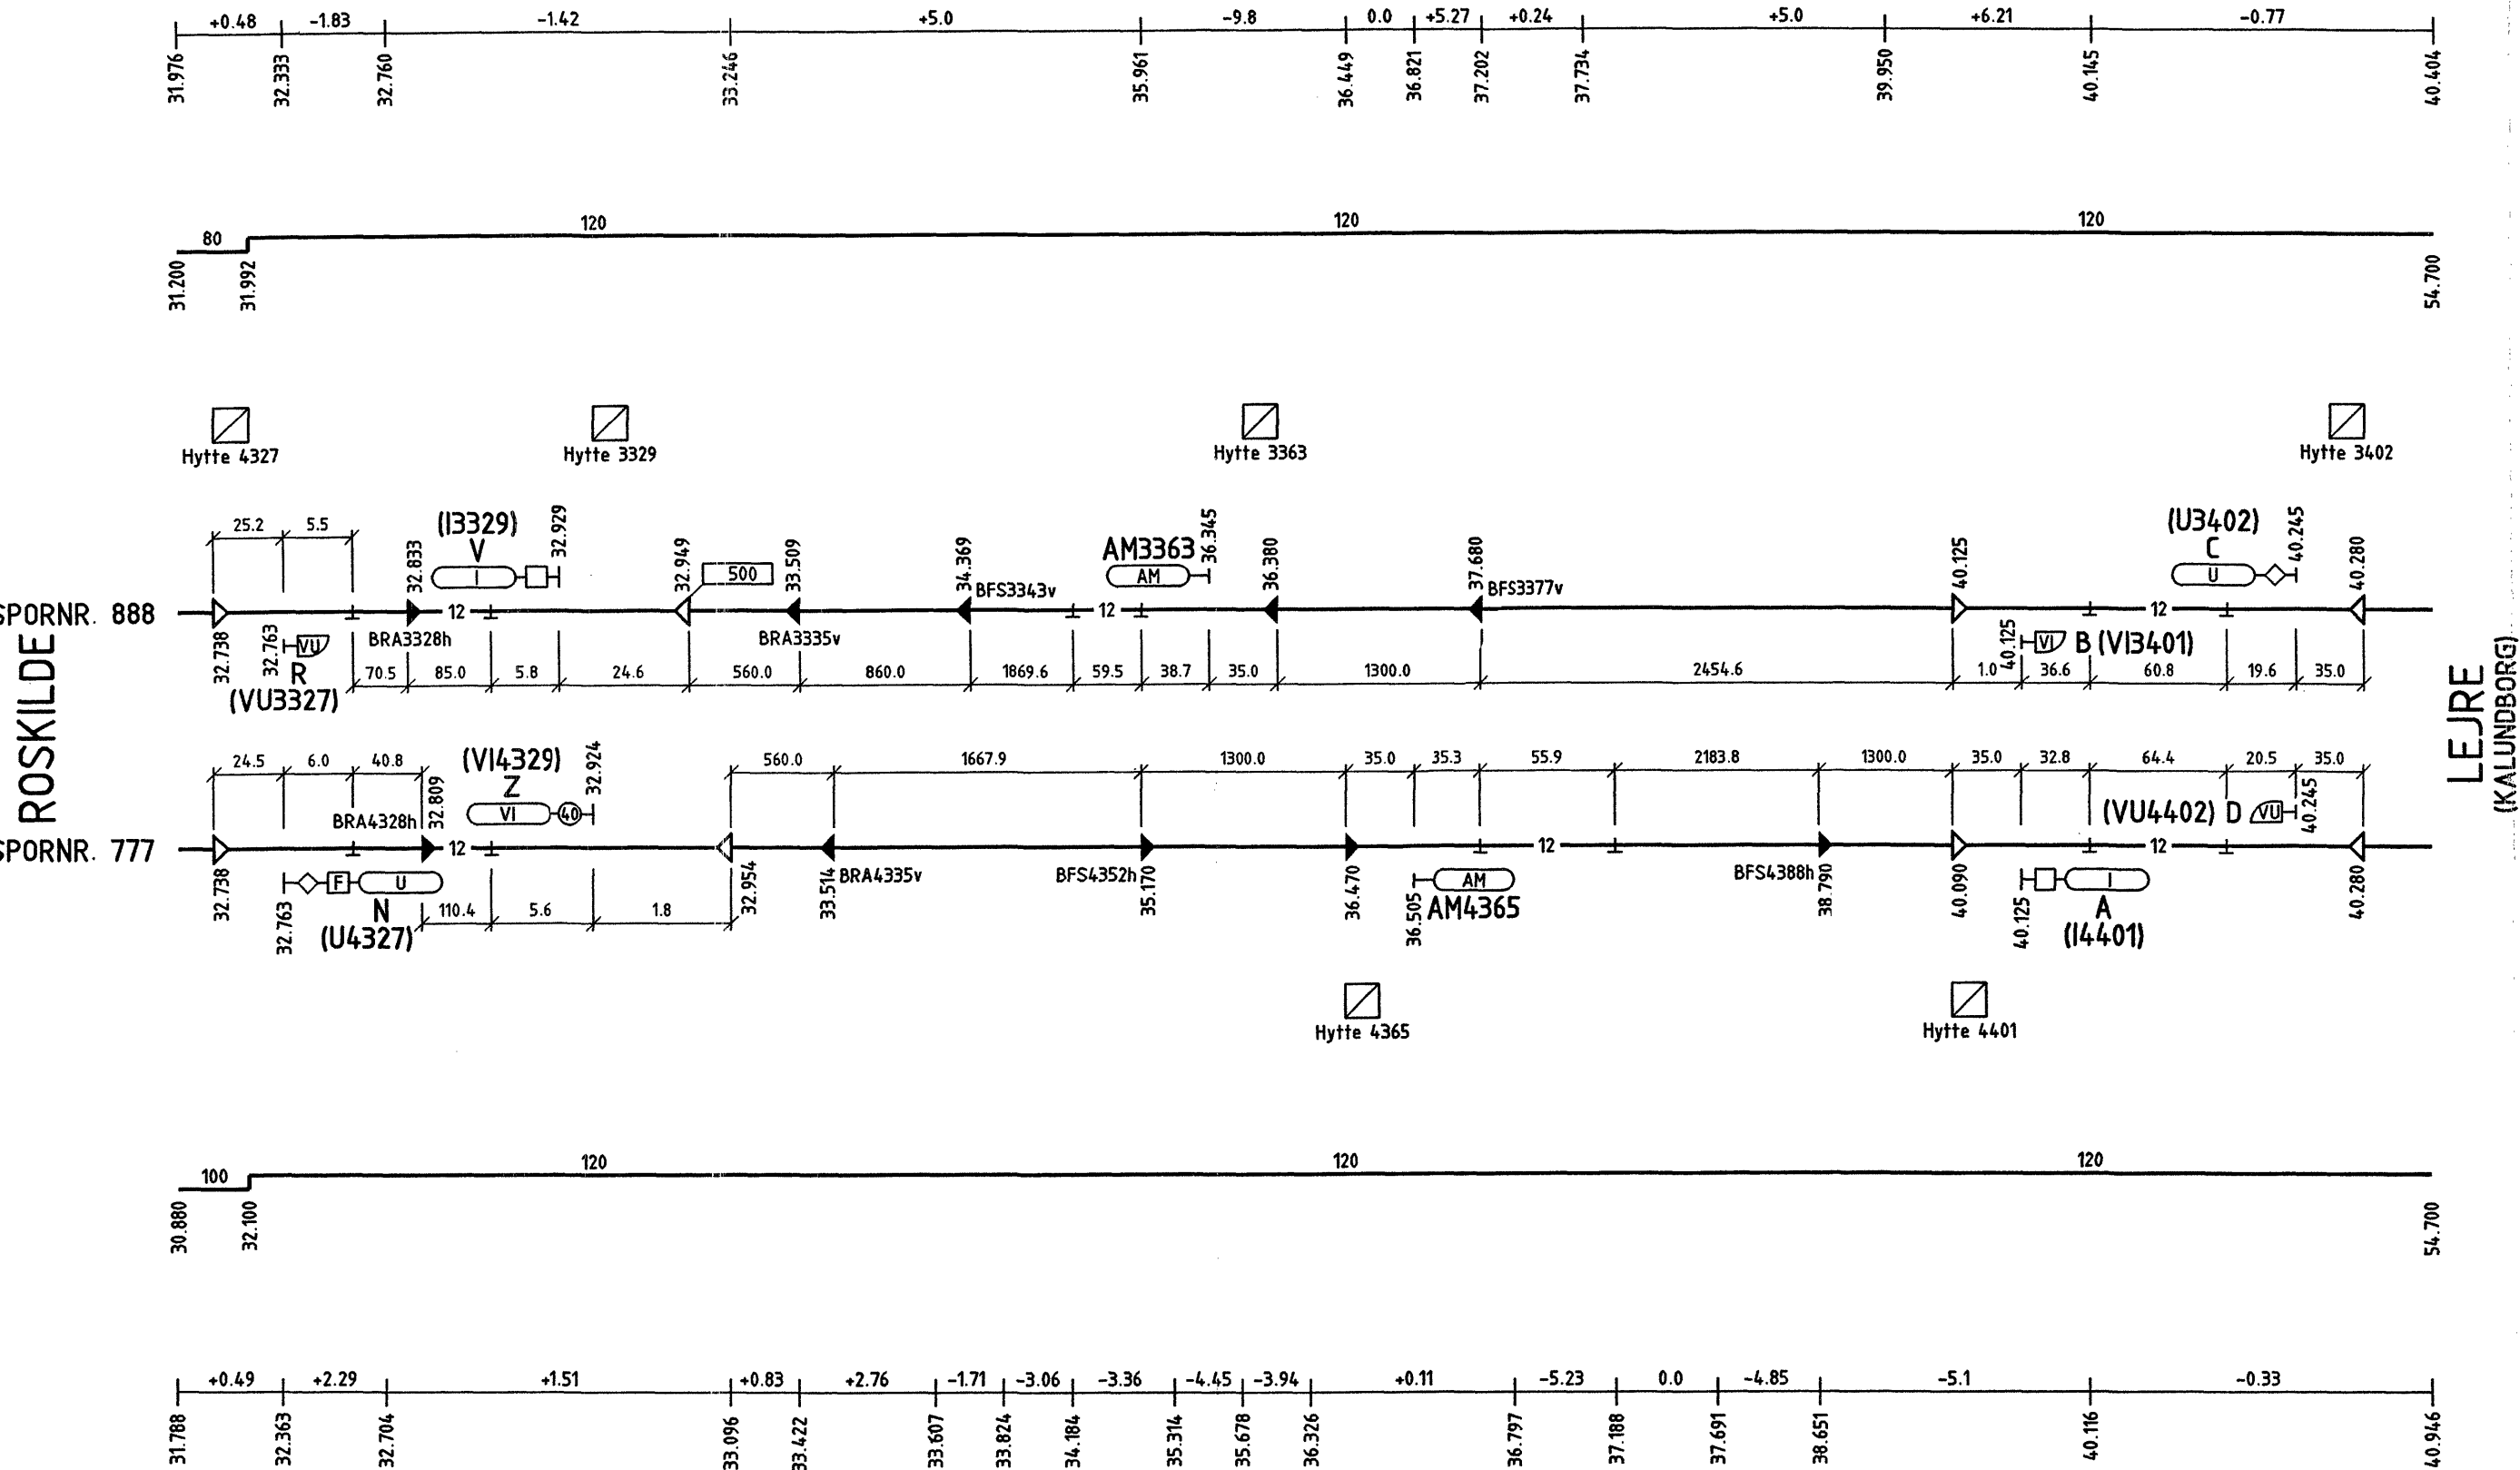 +0.48 -1.83 -1.42 +5.0 -9.8 0.0 +5.27 +0.24 +5.0 +6.21 -0.77
31.976 32.333 32.760 33.246 35.961 36.449 36.821 37.202 37.734 39.950 40.145 40.404
80 120 120 120
31.200 31.992 54.700
Hytte 4327 Hytte 3329 Hytte 3363 Hytte 3402
25.2 5.5
(I3329)
V
I
32.929
AM3363
AM
36.345
(U3402)
C
U
40.245
32.833 32.949 500 33.509 34.369 36.380 37.680 40.125 40.280
BFS3343v BFS3377v
SPORNR. 888 12 12 12
32.738 32.763 VU
R
(VU3327)
BRA3328h BRA3335v
40.125 VI B (VI3401)
70.5 85.0 5.8 24.6 560.0 860.0 1869.6 59.5 38.7 35.0 1300.0 2454.6 1.0 36.6 60.8 19.6 35.0
ROSKILDE
LEJRE
(KALUNDBORG)
24.5 6.0 40.8 560.0 1667.9 1300.0 35.0 35.3 55.9 2183.8 1300.0 35.0 32.8 64.4 20.5 35.0
(VI4329)
Z
VI 40
32.924
BRA4328h 32.809
(VU4402) D VU 40.245
SPORNR. 777 12 12 12
32.738 32.763 F U
N
(U4327)
110.4 5.6 1.8
32.954 33.514 BRA4335v BFS4352h 35.170 36.470 36.505 AM
AM4365
BFS4388h 38.790 40.090 40.125 I
A
(I4401)
40.280
Hytte 4365 Hytte 4401
100 120 120 120
30.880 32.100 54.700
+0.49 +2.29 +1.51 +0.83 +2.76 -1.71 -3.06 -3.36 -4.45 -3.94 +0.11 -5.23 0.0 -4.85 -5.1 -0.33
31.788 32.363 32.704 33.096 33.422 33.607 33.824 34.184 35.314 35.678 36.326 36.797 37.188 37.691 38.651 40.116 40.946